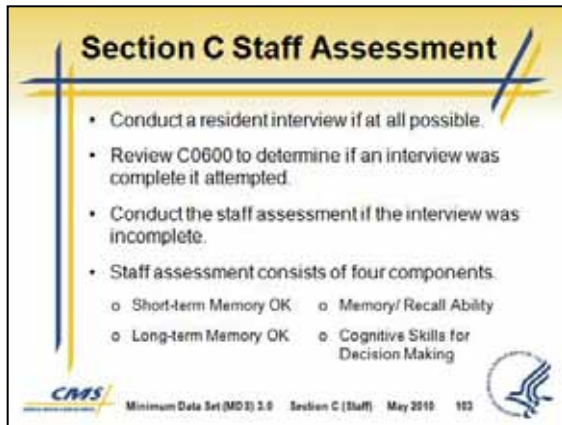 Section C Staff Assessment
• Conduct a resident interview if at all possible.
• Review C0600 to determine if an interview was
complete it attempted.
• Conduct the staff assessment if the interview was
incomplete.
• Staff assessment consists of four components.
o Short-term Memory OK o Memory/ Recall Ability
o Long-term Memory OK o Cognitive Skills for
Decision Making
CMS
Minimum Data Set (MDS) 3.0 Section C (Staff) May 2010 103